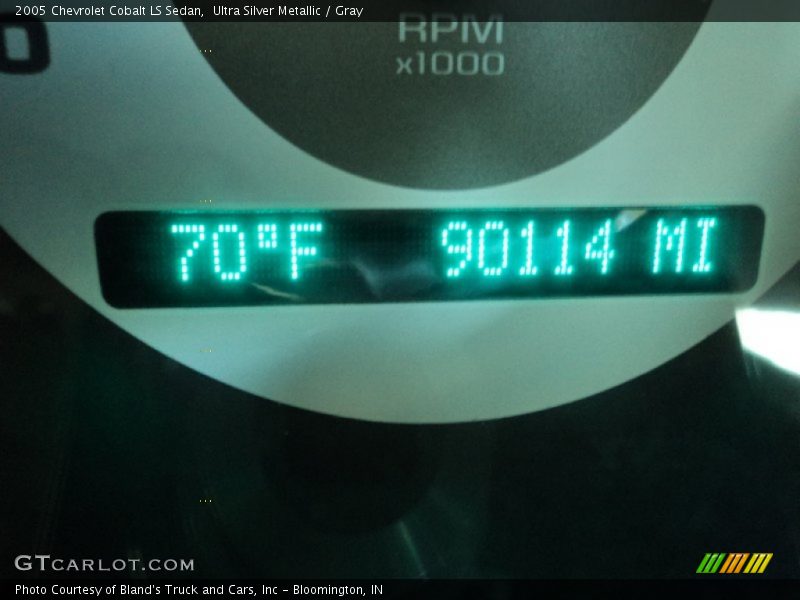 2005 Chevrolet Cobalt LS Sedan,  Ultra Silver Metallic / Gray
RPM
x1000
0
70°F 90114 MI
GTCARLOT.COM
Photo Courtesy of Bland's Truck and Cars, Inc - Bloomington, IN